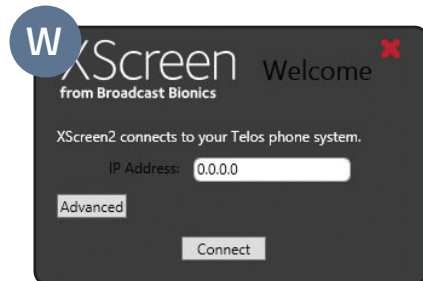 W
XScreen Welcome
from Broadcast Bionics
XScreen2 connects to your Telos phone system.
IP Address: 0.0.0.0
Advanced
Connect